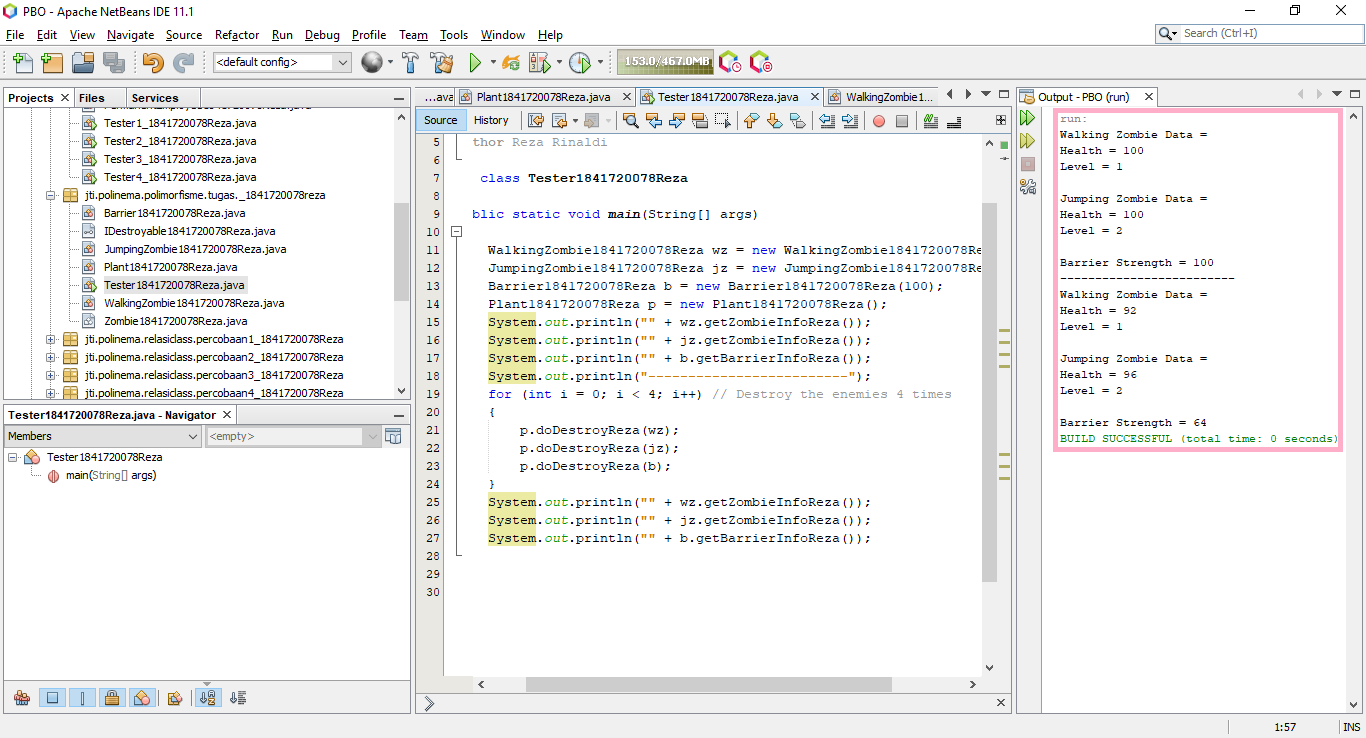 PBO - Apache NetBeans IDE 11.1
File Edit View Navigate Source Refactor Run Debug Profile Team Tools Window Help
Search (Ctrl+I)
<default config>
153.0/467.0MB
Projects
Files
Services
Tester1_1841720078Reza.java
Tester2_1841720078Reza.java
Tester3_1841720078Reza.java
Tester4_1841720078Reza.java
jti.polinema.polimorfisme.tugas._1841720078reza
Barrier1841720078Reza.java
IDestroyable1841720078Reza.java
JumpingZombie1841720078Reza.java
Plant1841720078Reza.java
Tester1841720078Reza.java
WalkingZombie1841720078Reza.java
Zombie1841720078Reza.java
jti.polinema.relasiclass.percobaan1_1841720078Reza
jti.polinema.relasiclass.percobaan2_1841720078Reza
jti.polinema.relasiclass.percobaan3_1841720078Reza
jti.polinema.relasiclass.percobaan4_1841720078Reza
Tester1841720078Reza.java - Navigator
Members
<empty>
Tester1841720078Reza
main(String[] args)
...ava
Plant1841720078Reza.java
Tester1841720078Reza.java
WalkingZombie1...
Source
History
5 thor Reza Rinaldi
6
7 class Tester1841720078Reza
8
9 blic static void main(String[] args)
10
11 WalkingZombie1841720078Reza wz = new WalkingZombie1841720078Re
12 JumpingZombie1841720078Reza jz = new JumpingZombie1841720078Re
13 Barrier1841720078Reza b = new Barrier1841720078Reza(100);
14 Plant1841720078Reza p = new Plant1841720078Reza();
15 System.out.println("" + wz.getZombieInfoReza());
16 System.out.println("" + jz.getZombieInfoReza());
17 System.out.println("" + b.getBarrierInfoReza());
18 System.out.println("-------------------------");
19 for (int i = 0; i < 4; i++) // Destroy the enemies 4 times
20 {
21 p.doDestroyReza(wz);
22 p.doDestroyReza(jz);
23 p.doDestroyReza(b);
24 }
25 System.out.println("" + wz.getZombieInfoReza());
26 System.out.println("" + jz.getZombieInfoReza());
27 System.out.println("" + b.getBarrierInfoReza());
28
29
30
Output - PBO (run)
run:
Walking Zombie Data =
Health = 100
Level = 1
Jumping Zombie Data =
Health = 100
Level = 2
Barrier Strength = 100
-------------------------
Walking Zombie Data =
Health = 92
Level = 1
Jumping Zombie Data =
Health = 96
Level = 2
Barrier Strength = 64
BUILD SUCCESSFUL (total time: 0 seconds)
1:57
INS